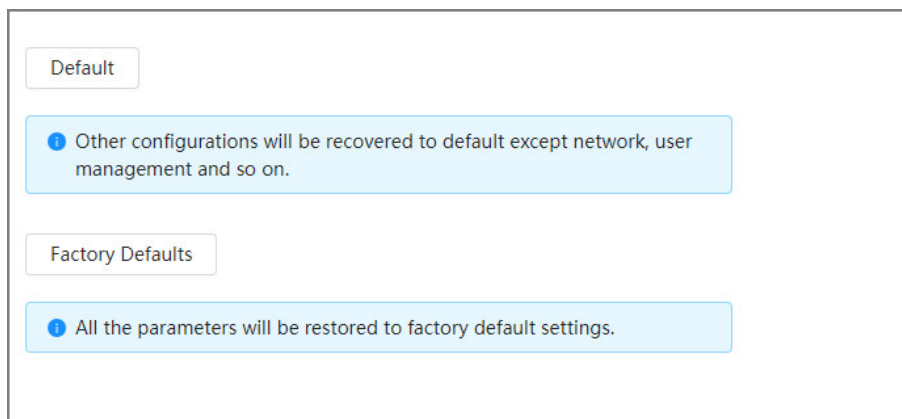 Default
Other configurations will be recovered to default except network, user
management and so on.
Factory Defaults
All the parameters will be restored to factory default settings.